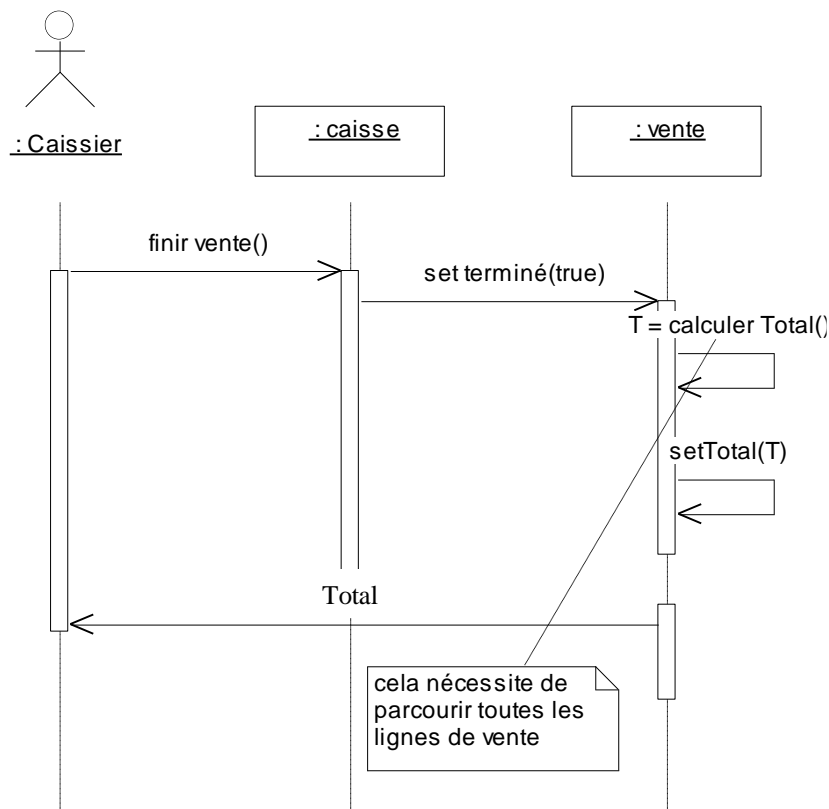 : Caissier
: caisse
: vente
finir vente()
set terminé(true)
T = calculer Total()
setTotal(T)
Total
cela nécessite de
parcourir toutes les
lignes de vente